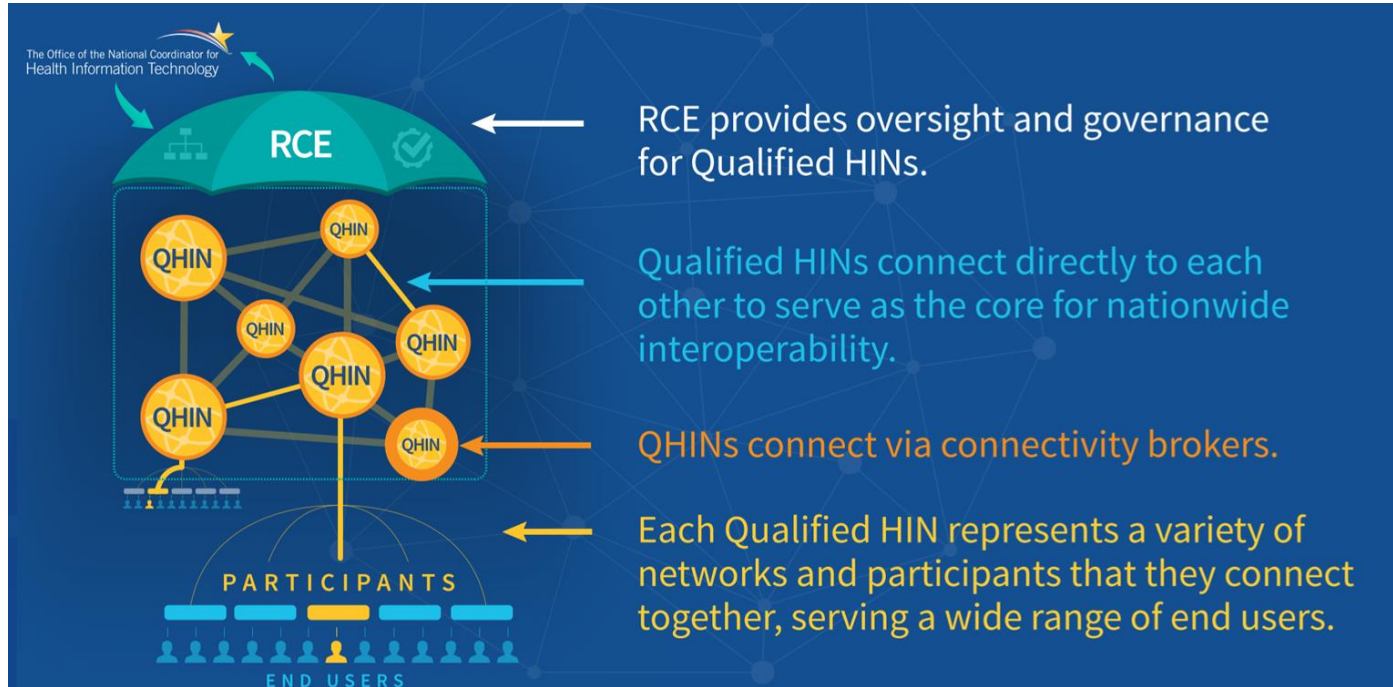 The Office of the National Coordinator for
Health Information Technology
RCE
RCE provides oversight and governance
for Qualified HINs.
QHIN
QHIN
QHIN
QHIN
QHIN
QHIN
QHIN
Qualified HINs connect directly to each
other to serve as the core for nationwide
interoperability.
QHINs connect via connectivity brokers.
Each Qualified HIN represents a variety of
networks and participants that they connect
together, serving a wide range of end users.
PARTICIPANTS
END USERS